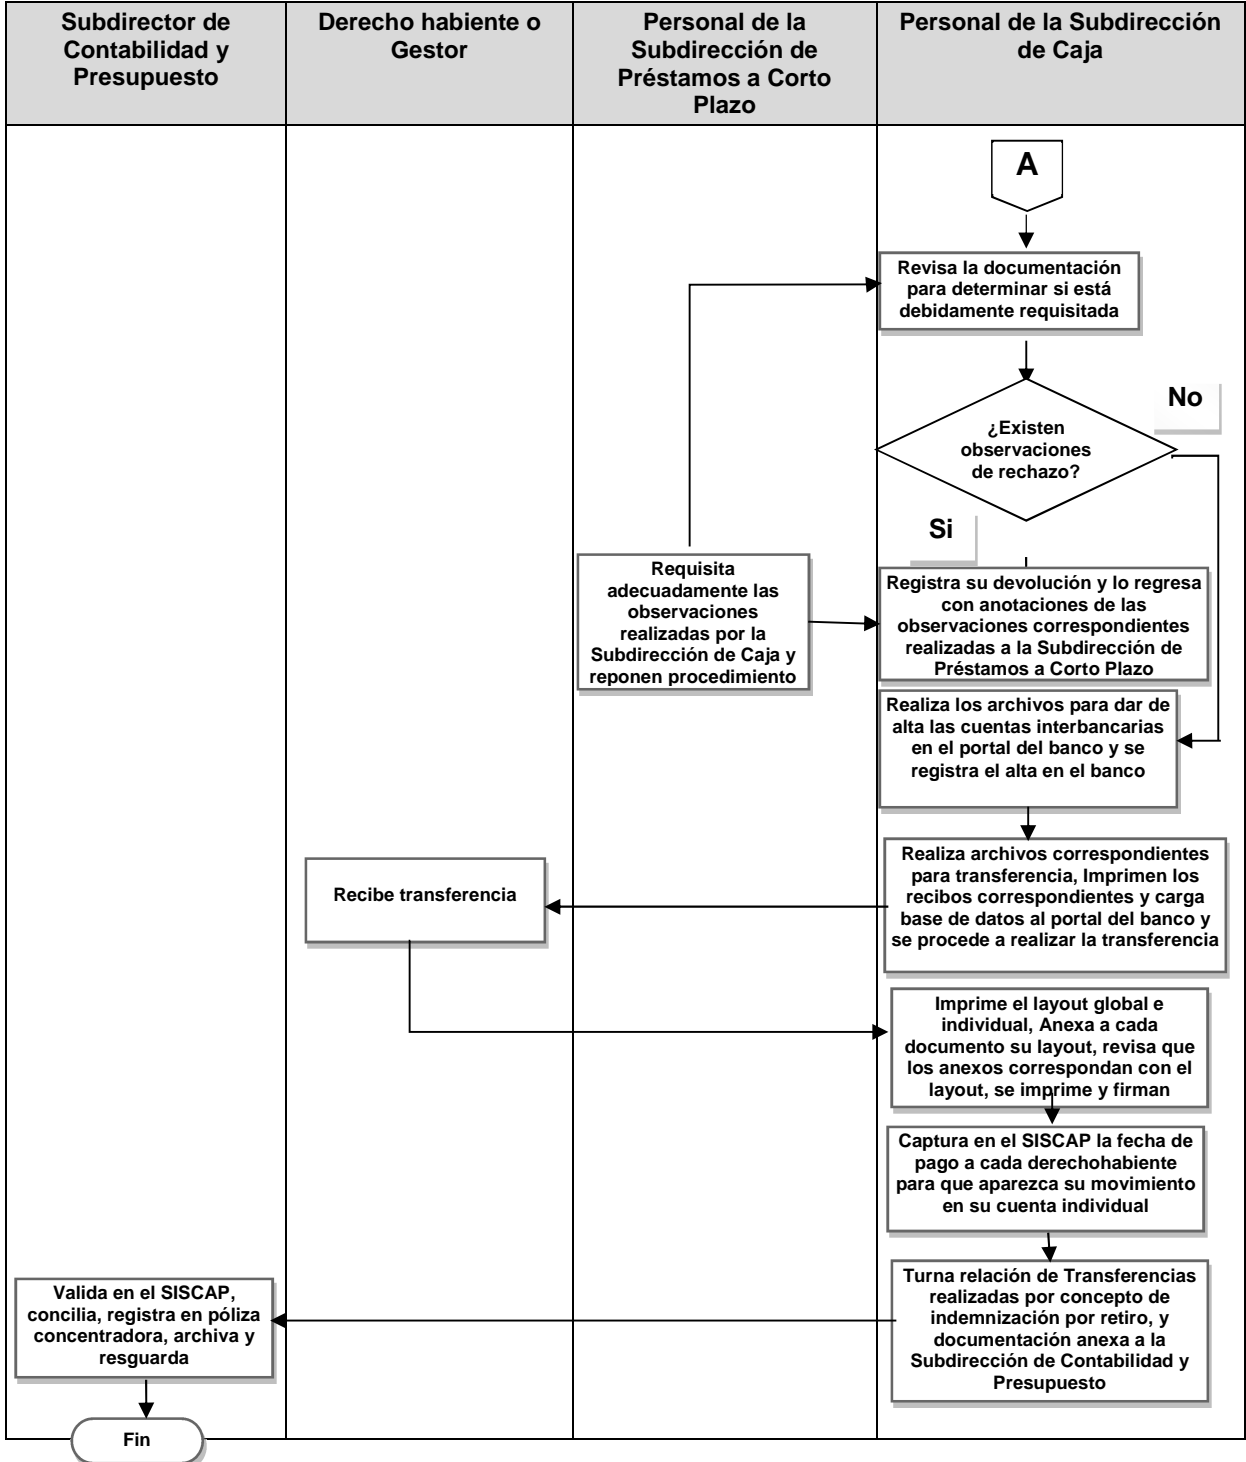 Subdirector de
Contabilidad y
Presupuesto
Derecho habiente o
Gestor
Personal de la
Subdirección de
Préstamos a Corto
Plazo
Personal de la Subdirección
de Caja
A
Revisa la documentación
para determinar si está
debidamente requisitada
No
¿Existen
observaciones
de rechazo?
Si
Requisita
adecuadamente las
observaciones
realizadas por la
Subdirección de Caja y
reponen procedimiento
Registra su devolución y lo regresa
con anotaciones de las
observaciones correspondientes
realizadas a la Subdirección de
Préstamos a Corto Plazo
Realiza los archivos para dar de
alta las cuentas interbancarias
en el portal del banco y se
registra el alta en el banco
Realiza archivos correspondientes
para transferencia, Imprimen los
recibos correspondientes y carga
base de datos al portal del banco y
se procede a realizar la transferencia
Recibe transferencia
Imprime el layout global e
individual, Anexa a cada
documento su layout, revisa que
los anexos correspondan con el
layout, se imprime y firman
Captura en el SISCAP la fecha de
pago a cada derechohabiente
para que aparezca su movimiento
en su cuenta individual
Turna relación de Transferencias
realizadas por concepto de
indemnización por retiro, y
documentación anexa a la
Subdirección de Contabilidad y
Presupuesto
Valida en el SISCAP,
concilia, registra en póliza
concentradora, archiva y
resguarda
Fin